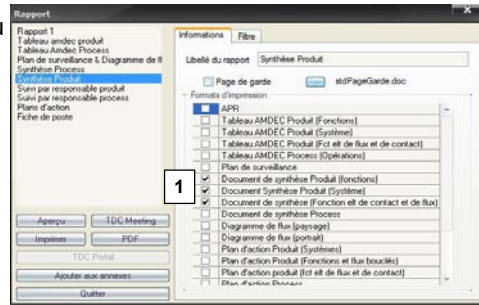 u
Rapport
Rapport 1
Tableau amdec produit
Tableau Amdec Process
Plan de surveillance & Diagramme de fl
Synthèse Process
Synthèse Produit
Suivi par responsable produit
Suivi par responsable process
Plans d'action
Fiche de poste
Aperçu
TDC Meeting
Imprimer
PDF
TDC Portal
Ajouter aux annexes
Quitter
Informations
Filtre
Libellé du rapport
Synthèse Produit
Page de garde
stdPageGarde.doc
Formats d'impression
APR
Tableau AMDEC Produit (Fonctions)
Tableau AMDEC Produit (Système)
Tableau AMDEC Produit (Fct elt de flux et de contact)
Tableau AMDEC Process (Opérations)
Plan de surveillance
Document de synthèse Produit (fonctions)
Document Synthèse Produit (Système)
Document de synthèse (Fonction elt de contact et de flux)
Document de synthèse Process
Diagramme de flux (paysage)
Diagramme de flux (portrait)
Plan d'action Produit (Systèmes)
Plan d'action Produit (Fonctions et flux bouclés)
Plan d'action produit (fct elt de flux et de contact)
Plan d'action Process
1